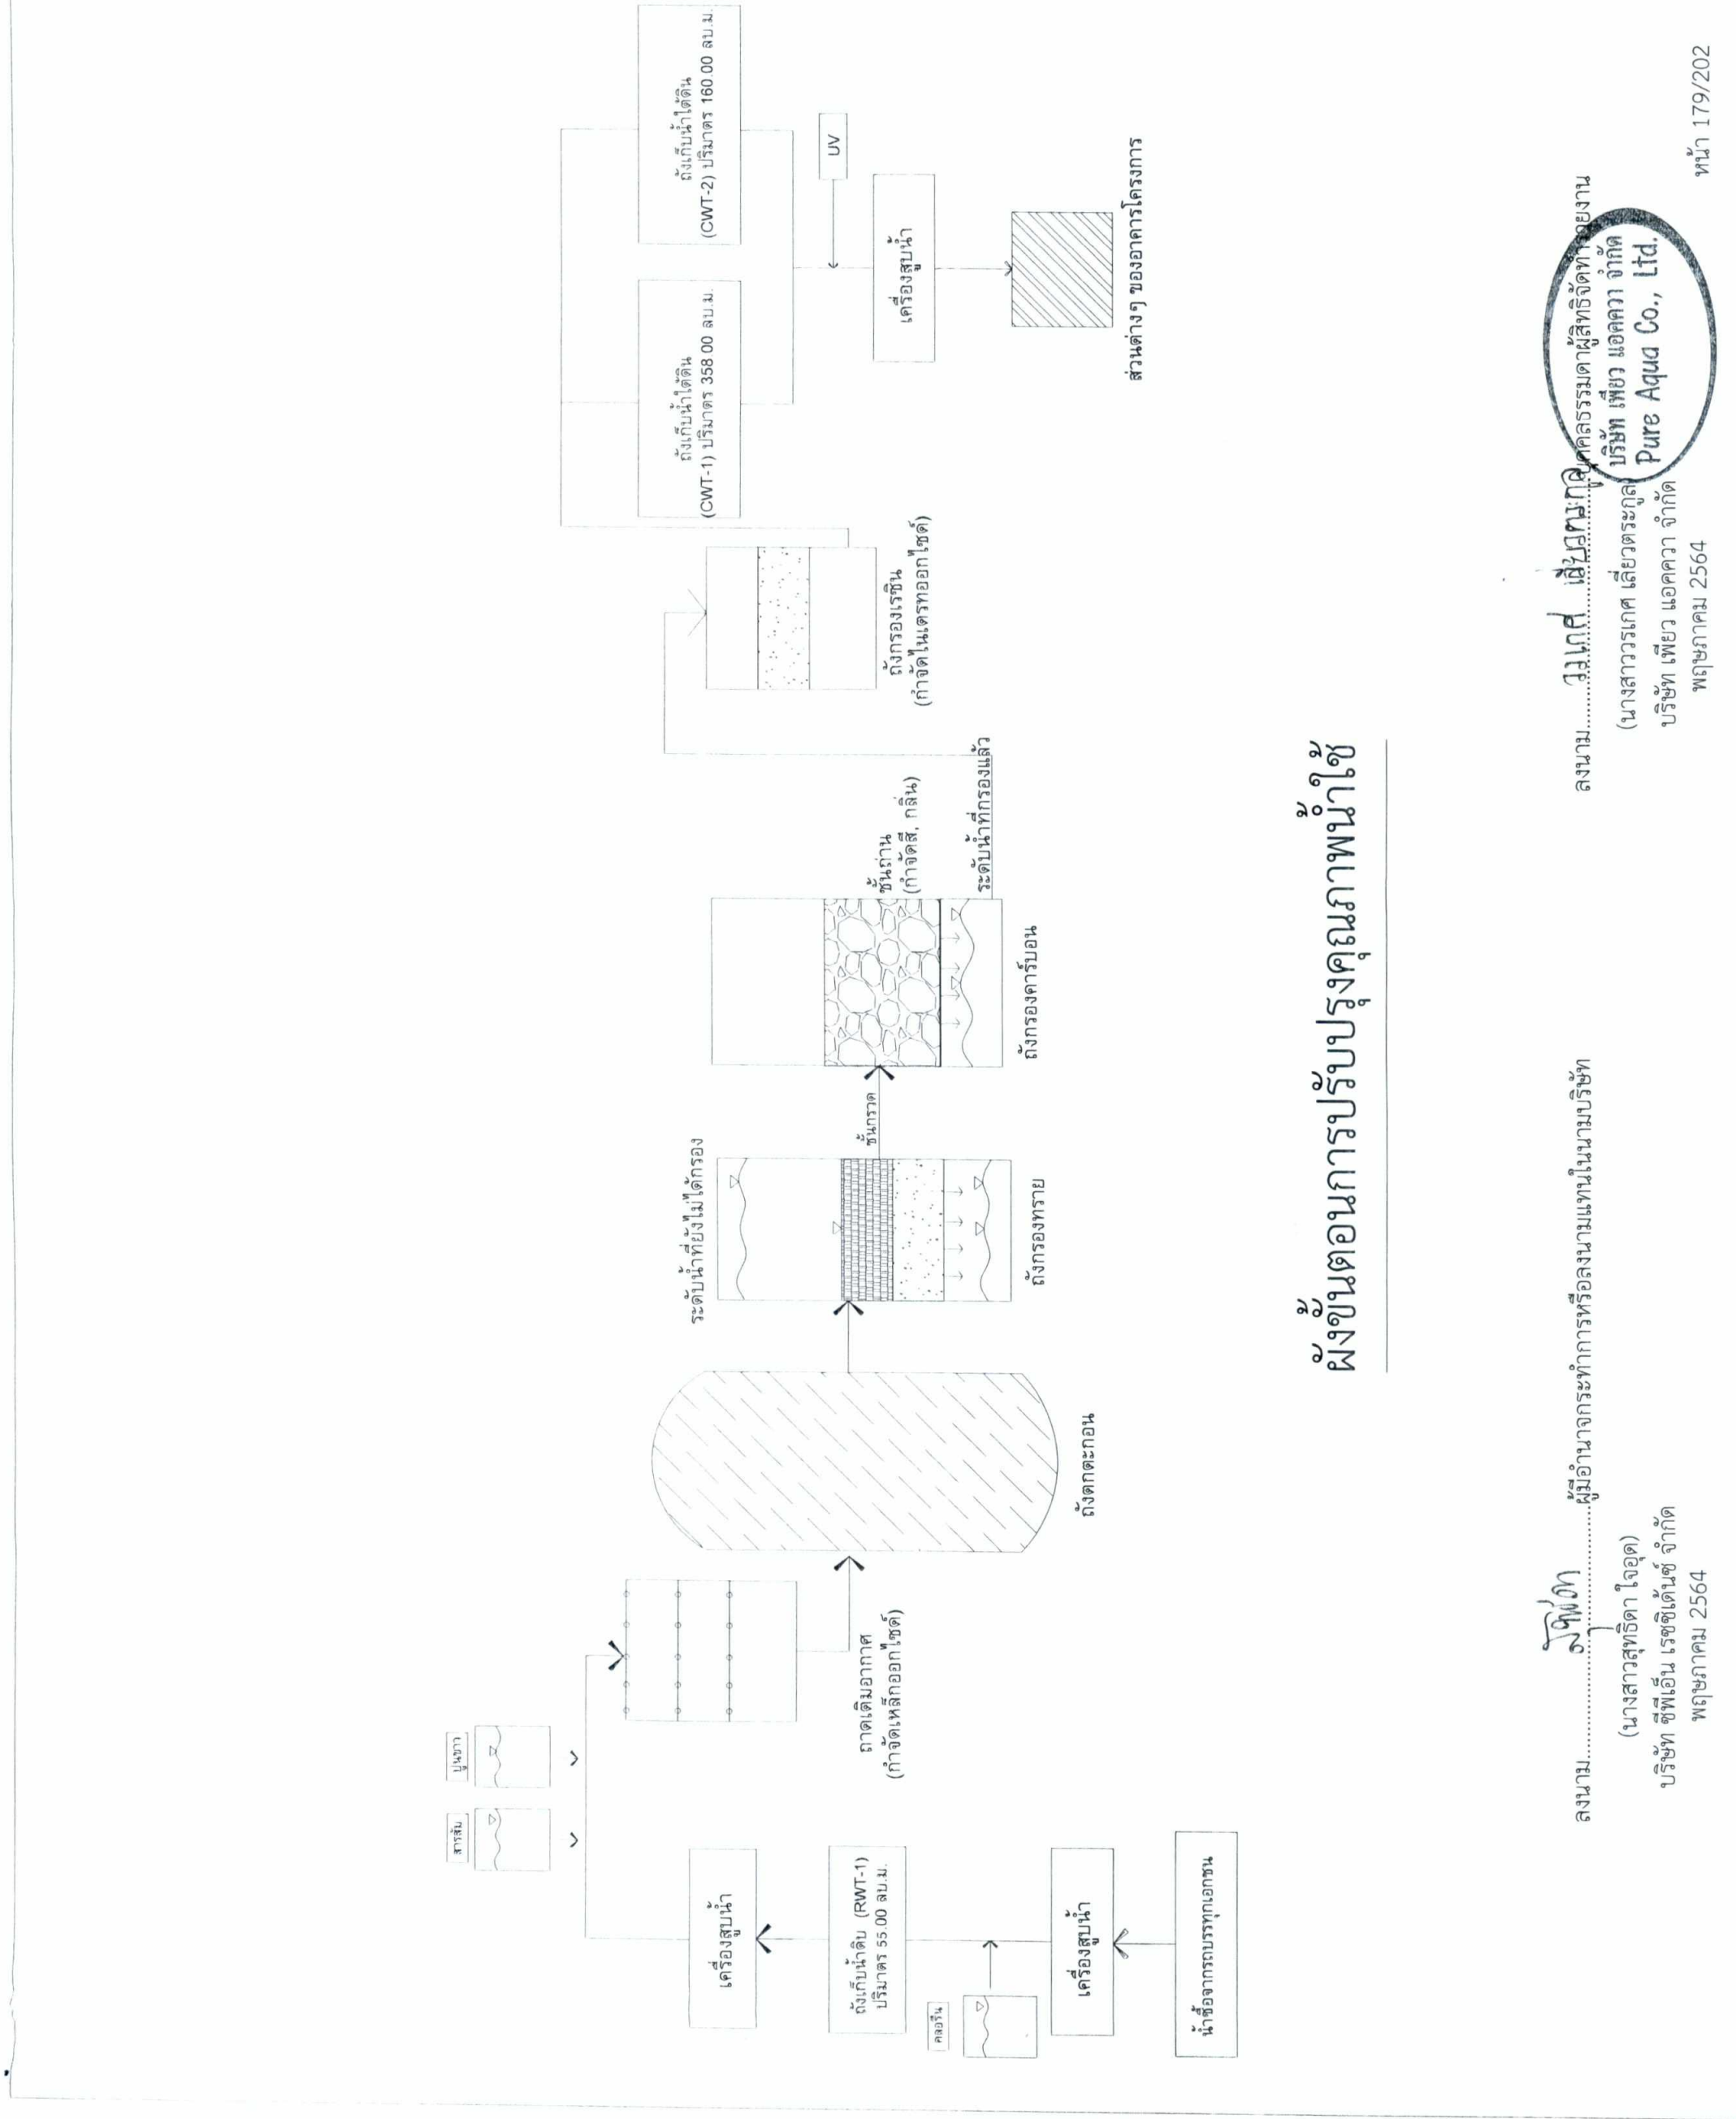 น้ำซื้อจากรถบรรทุกเอกชน
เครื่องสูบน้ำ
คลอรีน
ถังเก็บน้ำดิบ (RWT-1)
ปริมาตร 55.00 ลบ.ม.
เครื่องสูบน้ำ
สารส้ม
ปูนขาว
ถาดเติมอากาศ
(กำจัดเหล็กออกไซด์)
ถังตกตะกอน
ระดับน้ำที่ยังไม่ได้กรอง
ถังกรองทราย
ชั้นกรวด
ถังกรองคาร์บอน
ชั้นถ่าน
(กำจัดสี, กลิ่น)
ระดับน้ำที่กรองแล้ว
ถังกรองเรซิน
(กำจัดไนเตรทออกไซด์)
ถังเก็บน้ำใต้ดิน
(CWT-1) ปริมาตร 358.00 ลบ.ม.
ถังเก็บน้ำใต้ดิน
(CWT-2) ปริมาตร 160.00 ลบ.ม.
UV
เครื่องสูบน้ำ
ส่วนต่างๆ ของอาคารโครงการ
ผังขั้นตอนการปรับปรุงคุณภาพน้ำใช้
ลงนาม..............................ผู้มีอำนาจกระทำการหรือลงนามแทนในนามบริษัท
(นางสาวสุทธิดา ใจอุด)
บริษัท ซีพีเอ็น เรซซิเด้นซ์ จำกัด
พฤษภาคม 2564
ลงนาม.......วรเกศ เลี่ยวตระกูล.......บุคคลธรรมดาผู้สิทธิจัดทำรายงาน
(นางสาววรเกศ เลี่ยวตระกูล)
บริษัท เพียว แอคควา จำกัด
พฤษภาคม 2564
บริษัท เพียว แอคควา จำกัด
Pure Aqua Co., Ltd.
หน้า 179/202